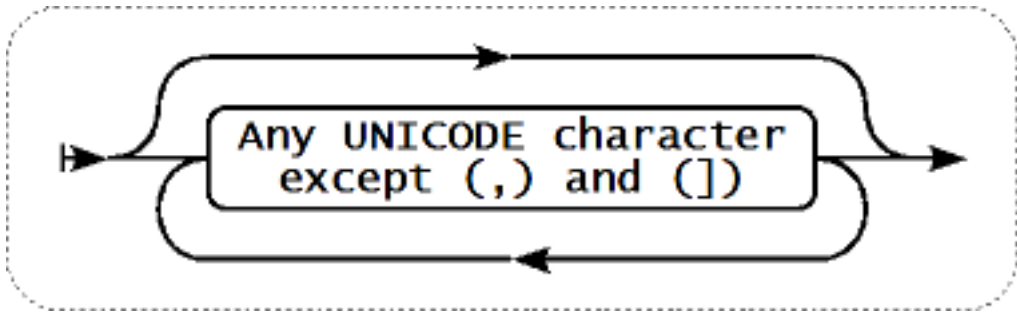 Any UNICODE character
except (,) and (])